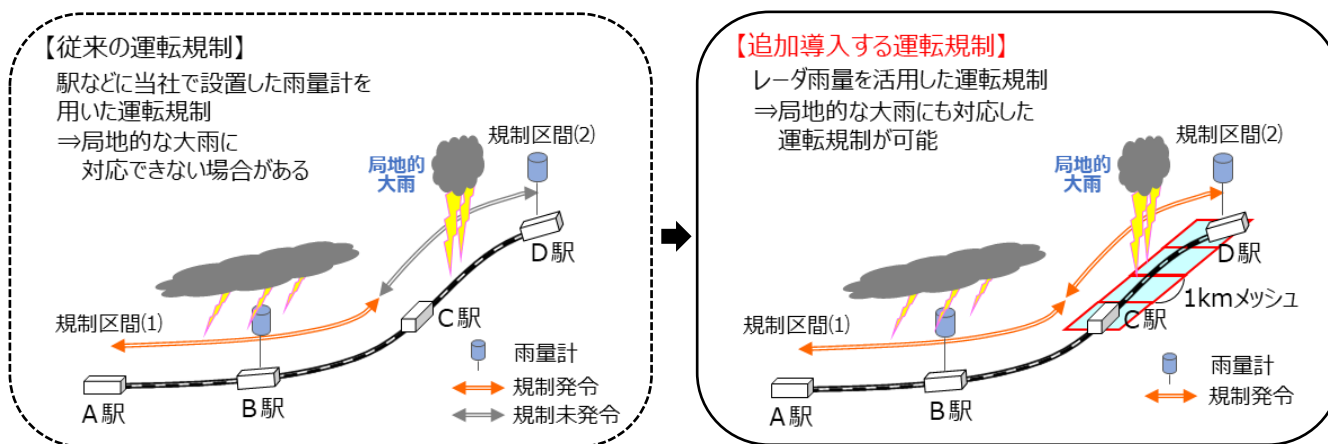 【従来の運転規制】
駅などに当社で設置した雨量計を
用いた運転規制
⇒局地的な大雨に
対応できない場合がある
局地的
大雨
規制区間⑵
D駅
C駅
規制区間⑴
A駅
B駅
雨量計
規制発令
規制未発令
【追加導入する運転規制】
レーダ雨量を活用した運転規制
⇒局地的な大雨にも対応した
運転規制が可能
局地的
大雨
規制区間⑵
D駅
1kmメッシュ
C駅
規制区間⑴
A駅
B駅
雨量計
規制発令